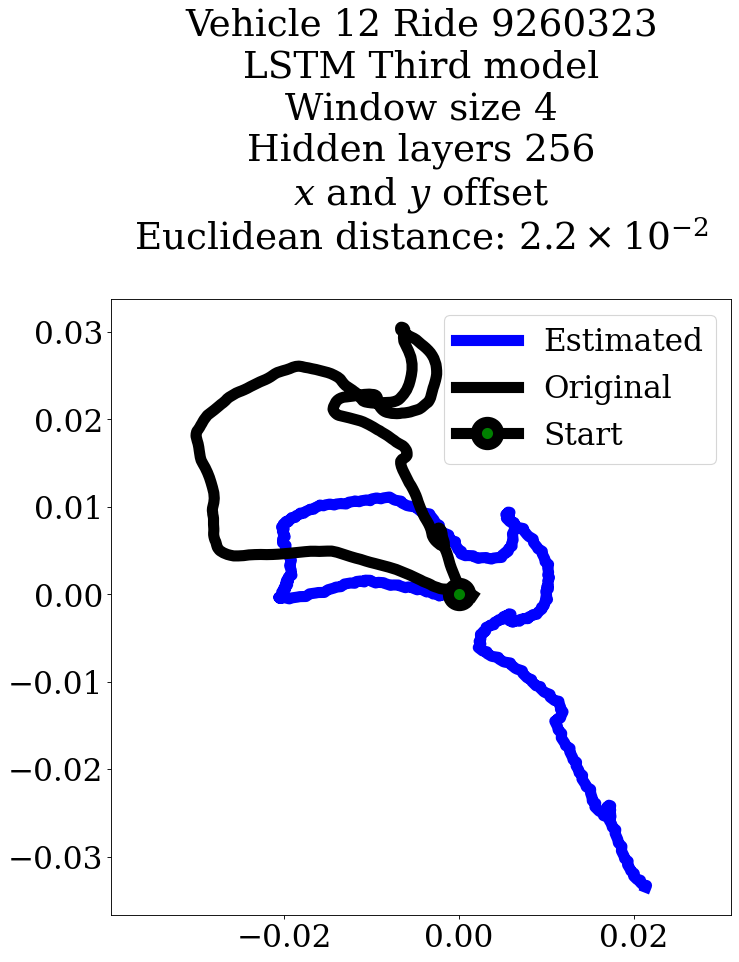 Vehicle 12 Ride 9260323
LSTM Third model
Window size 4
Hidden layers 256
x and y offset
Euclidean distance: 2.2 × 10⁻²
Estimated
Original
Start
0.03
0.02
0.01
0.00
−0.01
−0.02
−0.03
−0.02 0.00 0.02